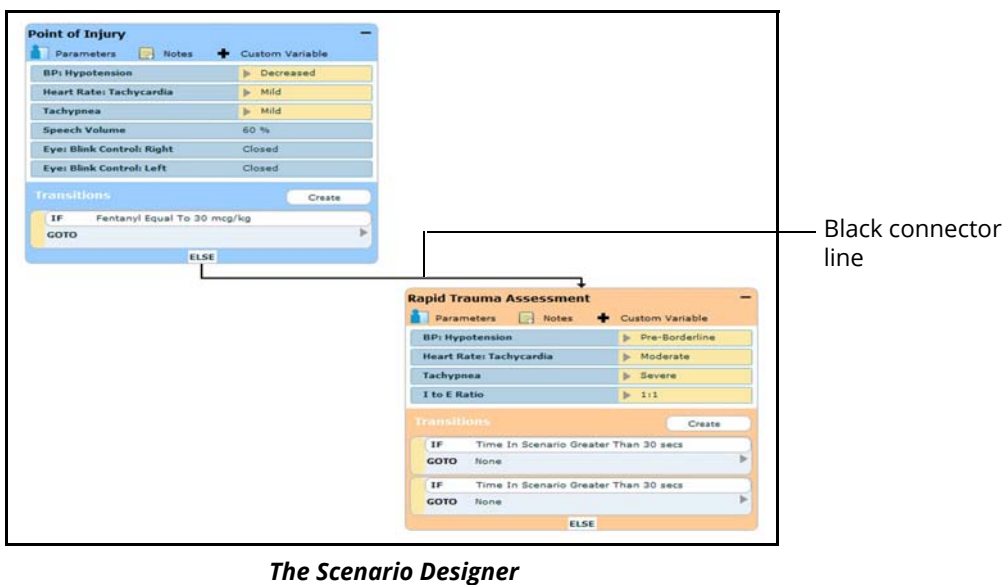 Point of Injury
Parameters Notes Custom Variable
BP: Hypotension Decreased
Heart Rate: Tachycardia Mild
Tachypnea Mild
Speech Volume 60 %
Eye: Blink Control: Right Closed
Eye: Blink Control: Left Closed
Transitions Create
IF Fentanyl Equal To 30 mcg/kg
GOTO
ELSE
Black connector
line
Rapid Trauma Assessment
Parameters Notes Custom Variable
BP: Hypotension Pre-Borderline
Heart Rate: Tachycardia Moderate
Tachypnea Severe
I to E Ratio 1:1
Transitions Create
IF Time In Scenario Greater Than 30 secs
GOTO None
IF Time In Scenario Greater Than 30 secs
GOTO None
ELSE
The Scenario Designer